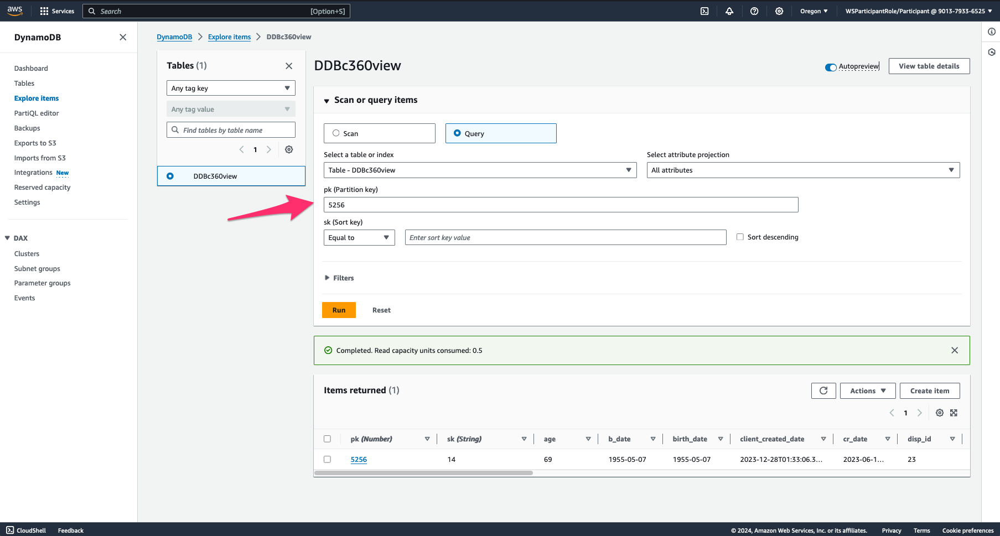 aws
Services
Search
[Option+S]
Oregon
WSParticipantRole/Participant @ 9013-7933-6525
DynamoDB
Dashboard
Tables
Explore items
PartiQL editor
Backups
Exports to S3
Imports from S3
Integrations New
Reserved capacity
Settings
DAX
Clusters
Subnet groups
Parameter groups
Events
DynamoDB
Explore items
DDBc360view
Tables (1)
Any tag key
Any tag value
Find tables by table name
1
DDBc360view
DDBc360view
Autopreview
View table details
Scan or query items
Scan
Query
Select a table or index
Select attribute projection
Table - DDBc360view
All attributes
pk (Partition key)
5256
sk (Sort key)
Equal to
Enter sort key value
Sort descending
Filters
Run
Reset
Completed. Read capacity units consumed: 0.5
Items returned (1)
Actions
Create item
1
pk (Number) sk (String) age b_date birth_date client_created_date cr_date disp_id
5256 14 69 1955-05-07 1955-05-07 2023-12-28T01:33:06.3... 2023-06-1... 23
CloudShell
Feedback
© 2024, Amazon Web Services, Inc. or its affiliates.
Privacy
Terms
Cookie preferences